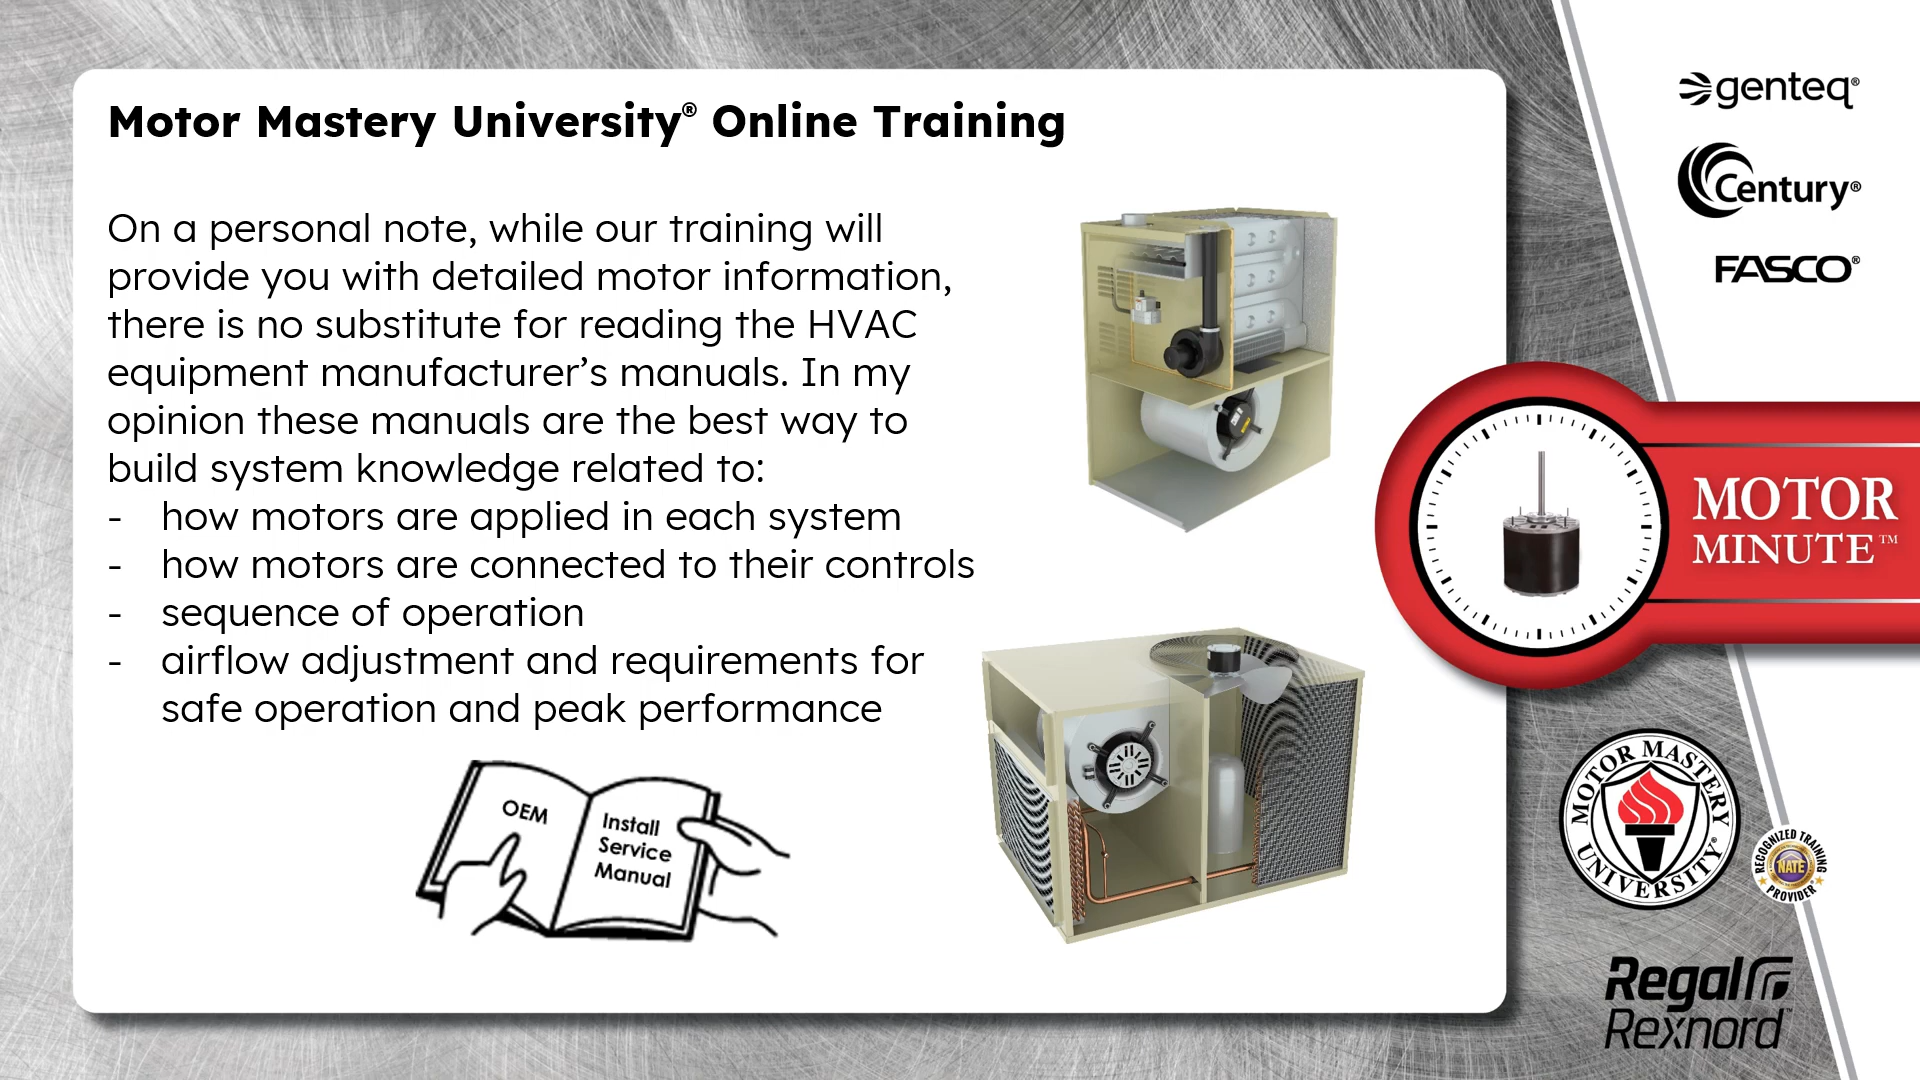 Motor Mastery University® Online Training
On a personal note, while our training will
provide you with detailed motor information,
there is no substitute for reading the HVAC
equipment manufacturer’s manuals. In my
opinion these manuals are the best way to
build system knowledge related to:
- how motors are applied in each system
- how motors are connected to their controls
- sequence of operation
- airflow adjustment and requirements for
safe operation and peak performance
OEM
Install
Service
Manual
genteq®
Century®
FASCO®
MOTOR
MINUTE™
MOTOR MASTERY
UNIVERSITY®
RECOGNIZED TRAINING
NATE
PROVIDER
Regal
Rexnord™